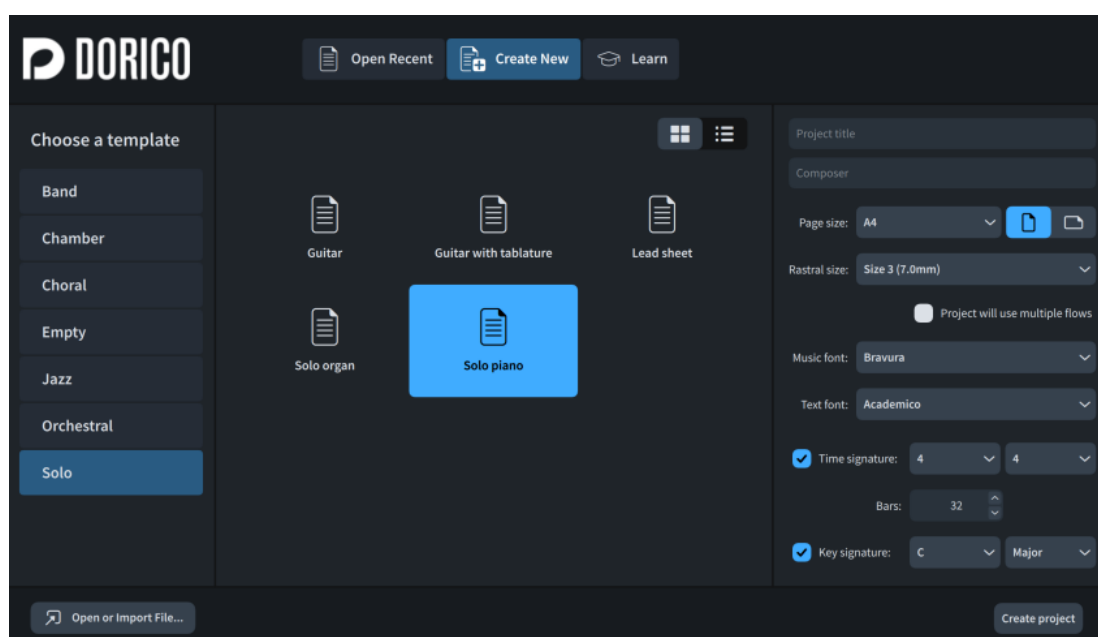 DORICO
Open Recent
Create New
Learn
Choose a template
Band
Chamber
Choral
Empty
Jazz
Orchestral
Solo
Guitar
Guitar with tablature
Lead sheet
Solo organ
Solo piano
Project title
Composer
Page size: A4
Rastral size: Size 3 (7.0mm)
Project will use multiple flows
Music font: Bravura
Text font: Academico
Time signature: 4 4
Bars: 32
Key signature: C Major
Open or Import File...
Create project